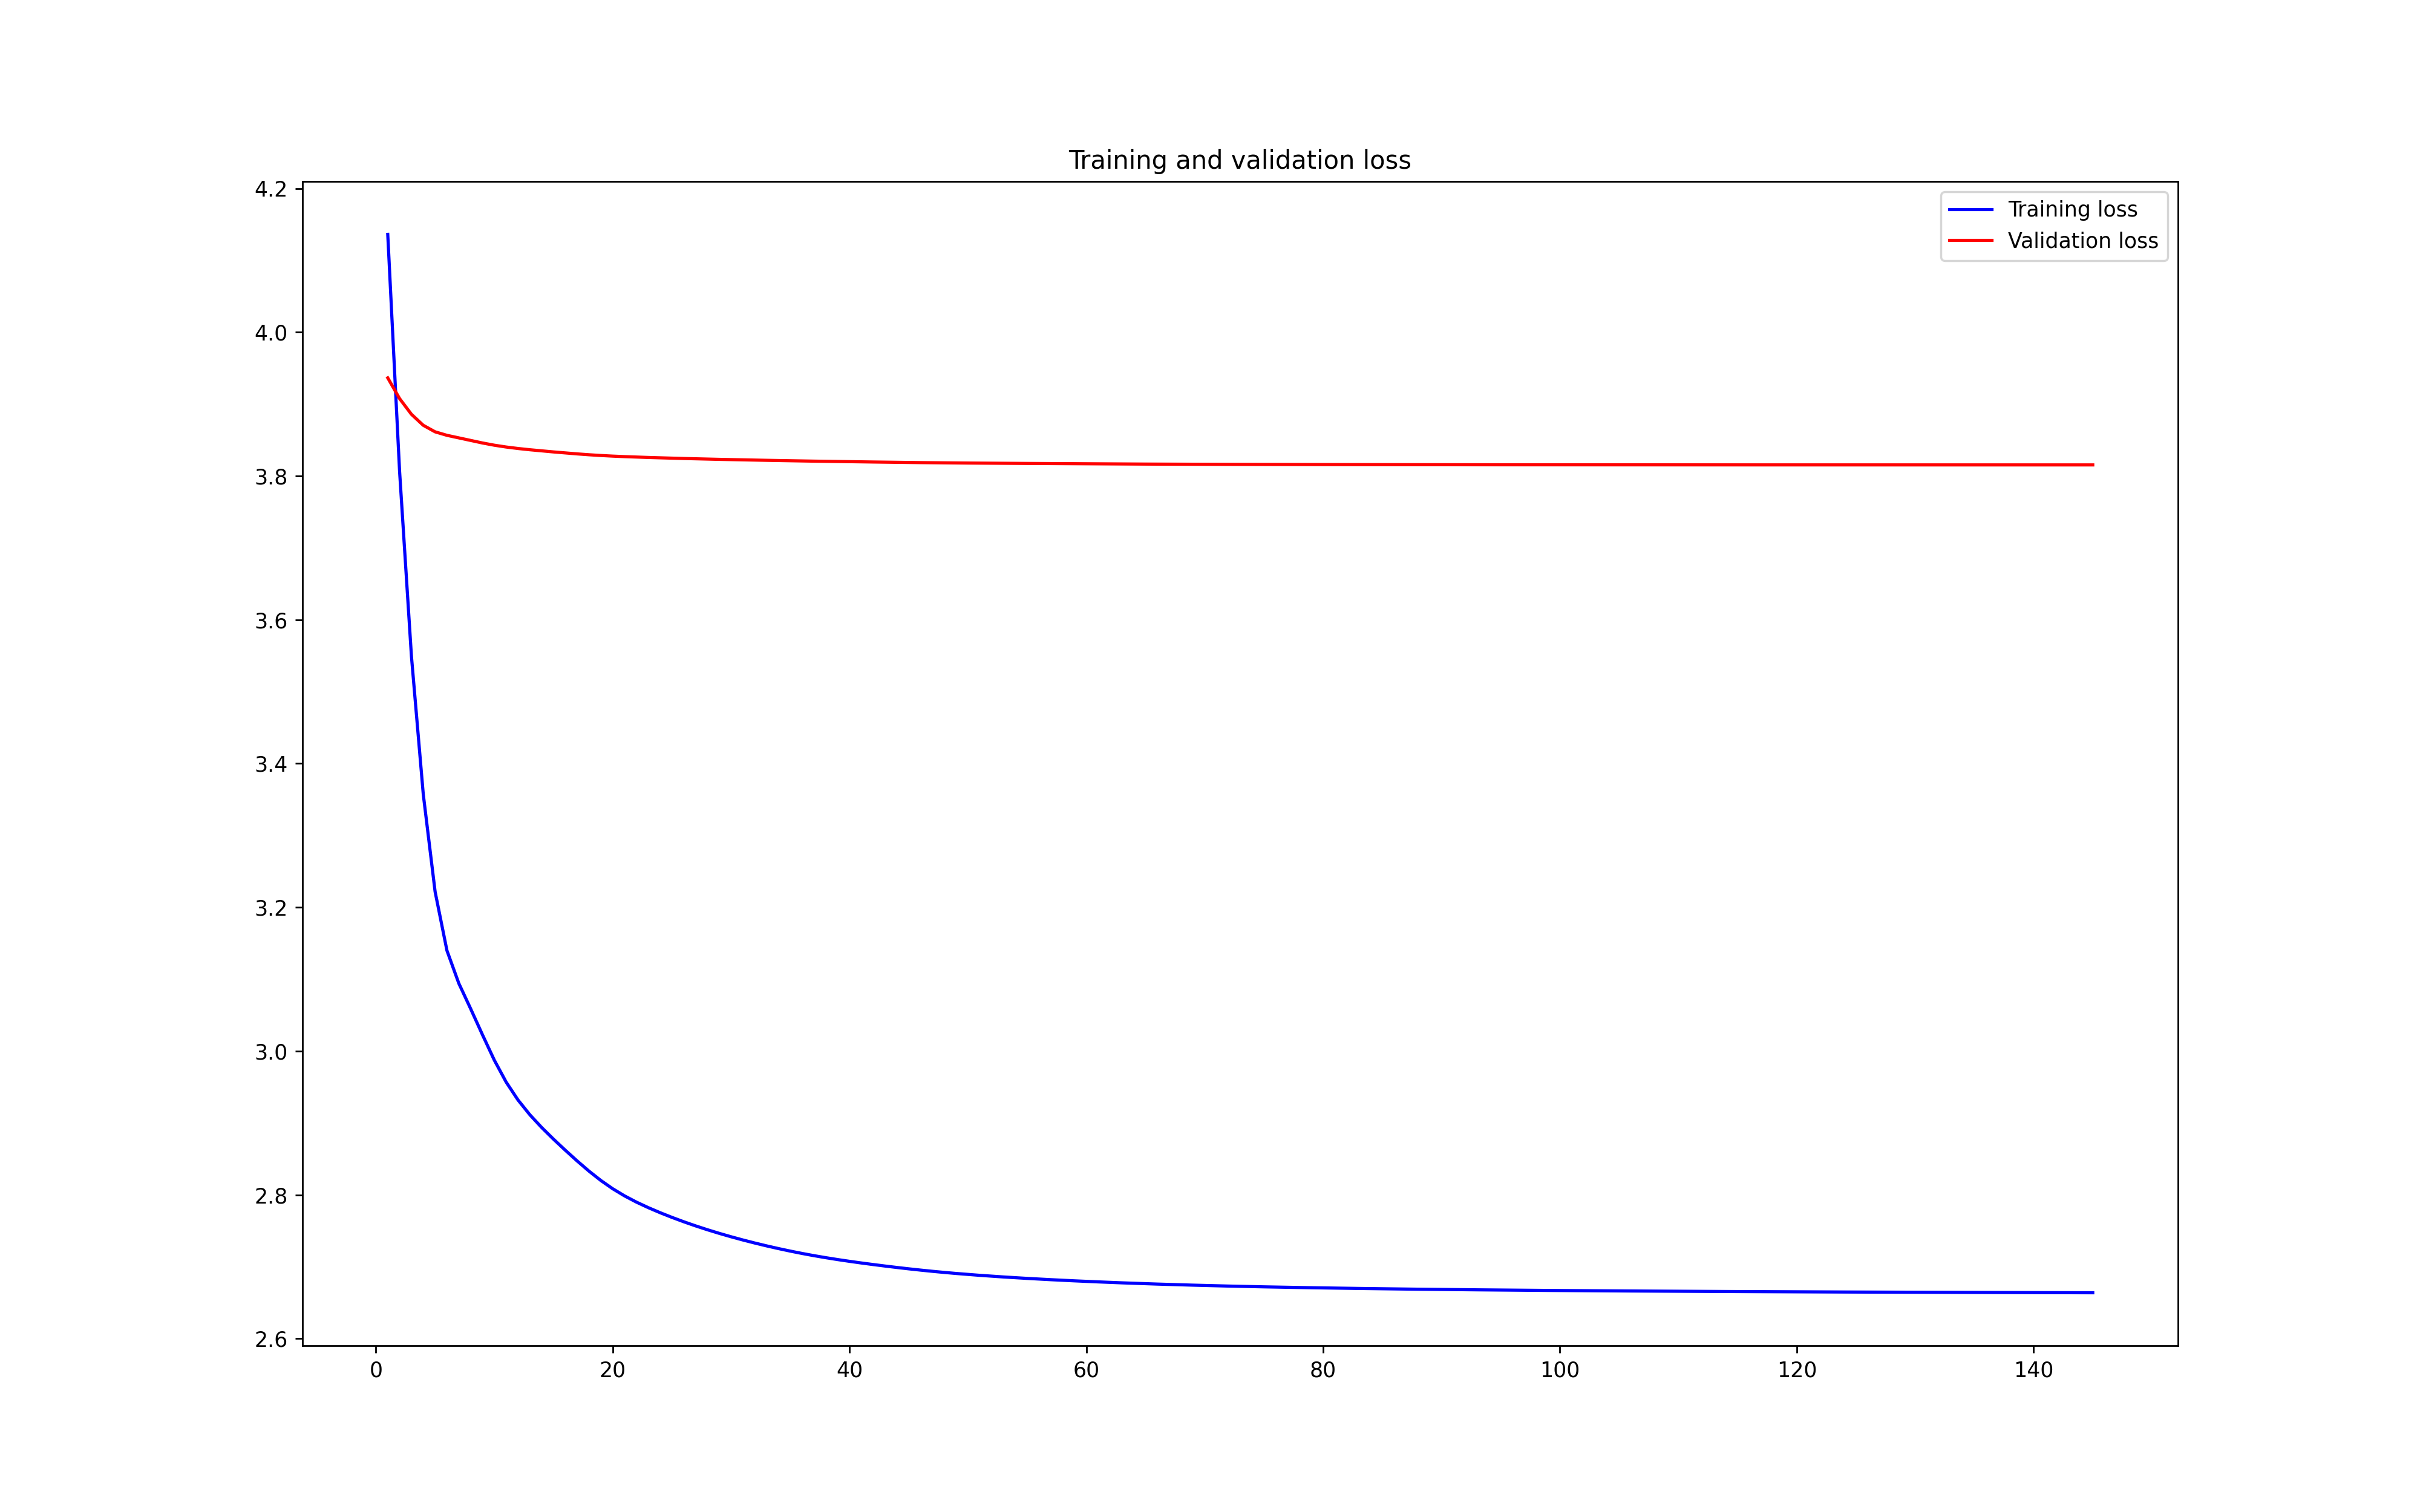 Training and validation loss
Training loss
Validation loss
4.2
4.0
3.8
3.6
3.4
3.2
3.0
2.8
2.6
0 20 40 60 80 100 120 140